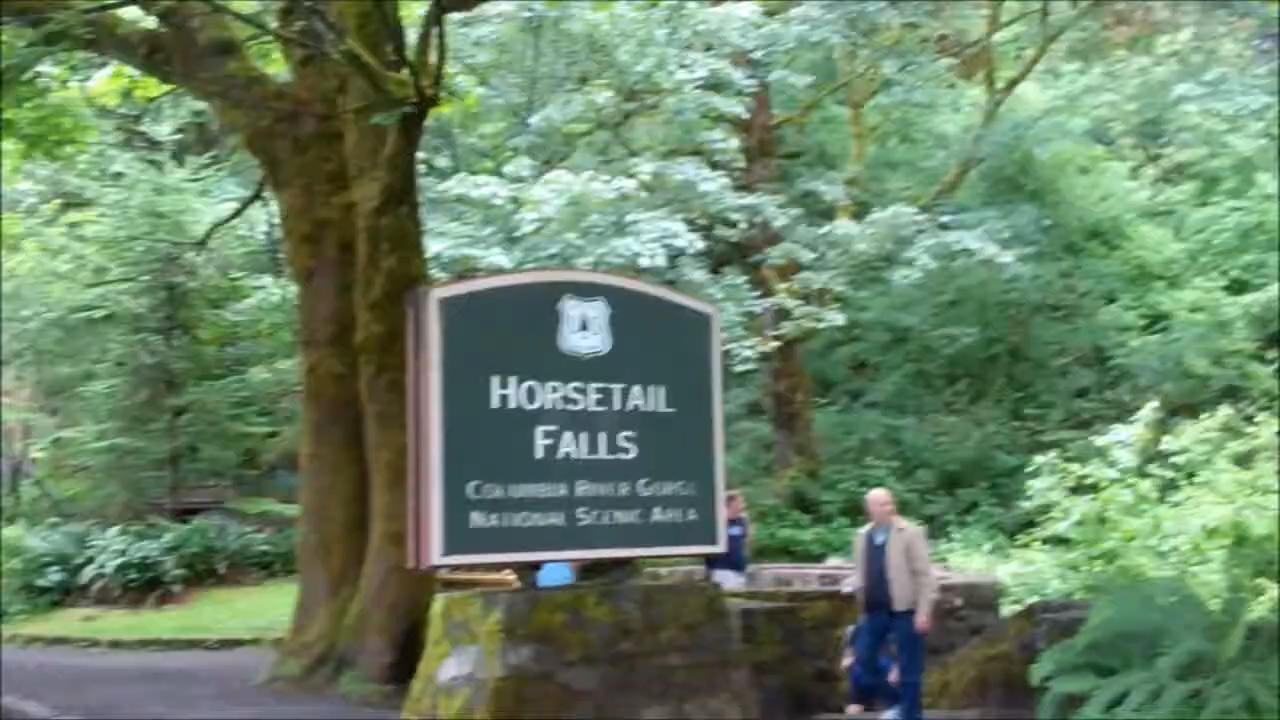 HORSETAIL
FALLS
COLUMBIA RIVER GORGE
NATIONAL SCENIC AREA